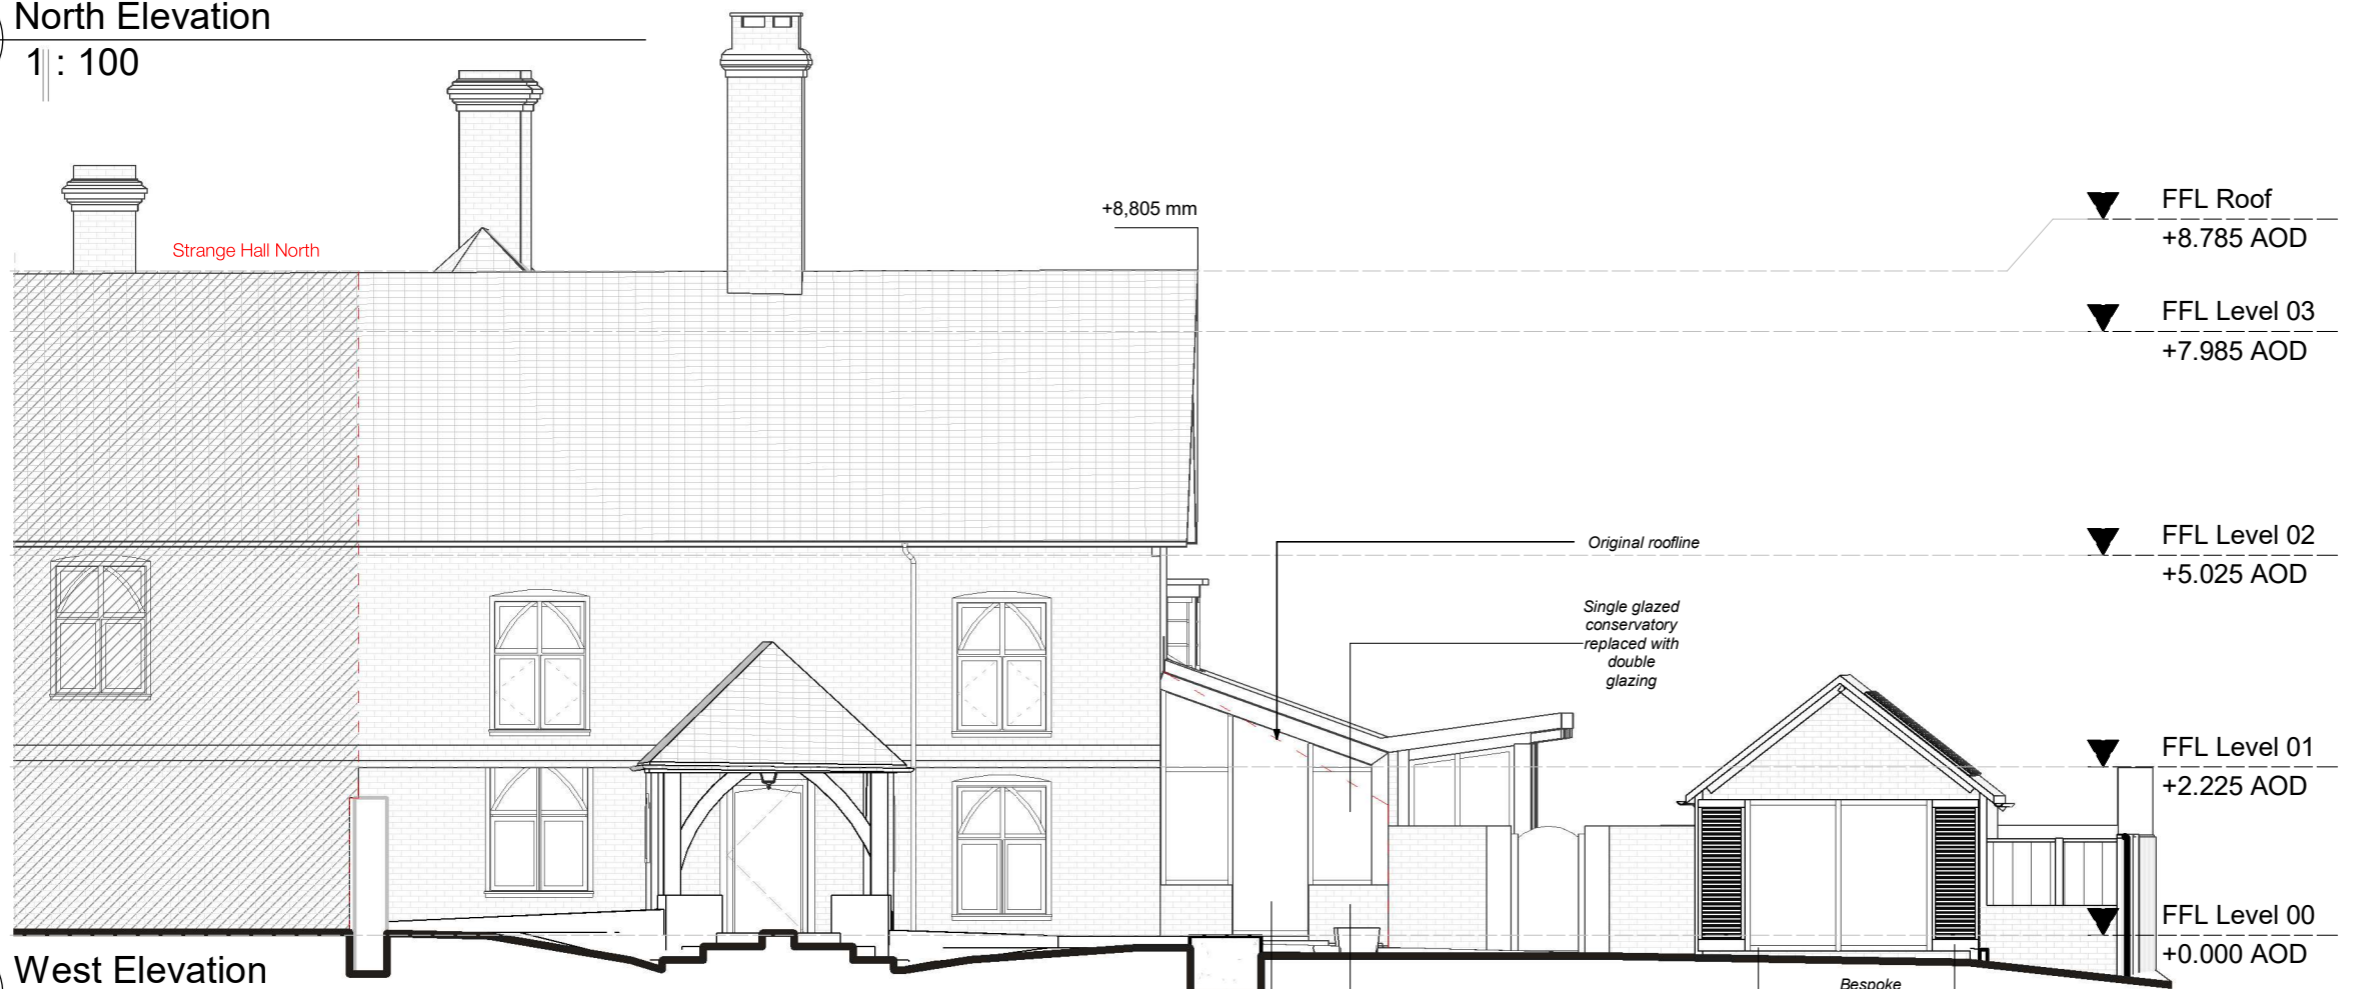 North Elevation
1 : 100
+8,805 mm
Strange Hall North
FFL Roof
+8.785 AOD
FFL Level 03
+7.985 AOD
FFL Level 02
+5.025 AOD
Original roofline
Single glazed
conservatory
replaced with
double
glazing
FFL Level 01
+2.225 AOD
FFL Level 00
+0.000 AOD
West Elevation
Bespoke